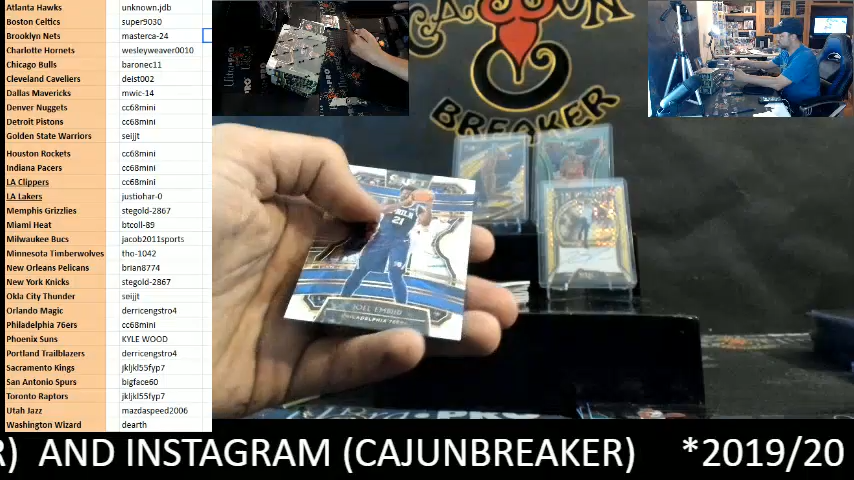 Atlanta Hawks unknown.jdb
Boston Celtics super9030
Brooklyn Nets masterca-24
Charlotte Hornets wesleyweaver0010
Chicago Bulls baronec11
Cleveland Cavaliers deist002
Dallas Mavericks mwic-14
Denver Nuggets cc68mini
Detroit Pistons cc68mini
Golden State Warriors seijjt
Houston Rockets cc68mini
Indiana Pacers cc68mini
LA Clippers cc68mini
LA Lakers justiohar-0
Memphis Grizzlies stegold-2867
Miami Heat btcoll-89
Milwaukee Bucs jacob2011sports
Minnesota Timberwolves tho-1042
New Orleans Pelicans brian8774
New York Knicks stegold-2867
Okla City Thunder seijjt
Orlando Magic derricengstro4
Philadelphia 76ers cc68mini
Phoenix Suns KYLE WOOD
Portland Trailblazers derricengstro4
Sacramento Kings jkljkl55fyp7
San Antonio Spurs bigface60
Toronto Raptors jkljkl55fyp7
Utah Jazz mazdaspeed2006
Washington Wizard dearth
BREAKER
21
JOEL EMBIID
PHILADELPHIA 76ERS
PRO
R) AND INSTAGRAM (CAJUNBREAKER) *2019/20